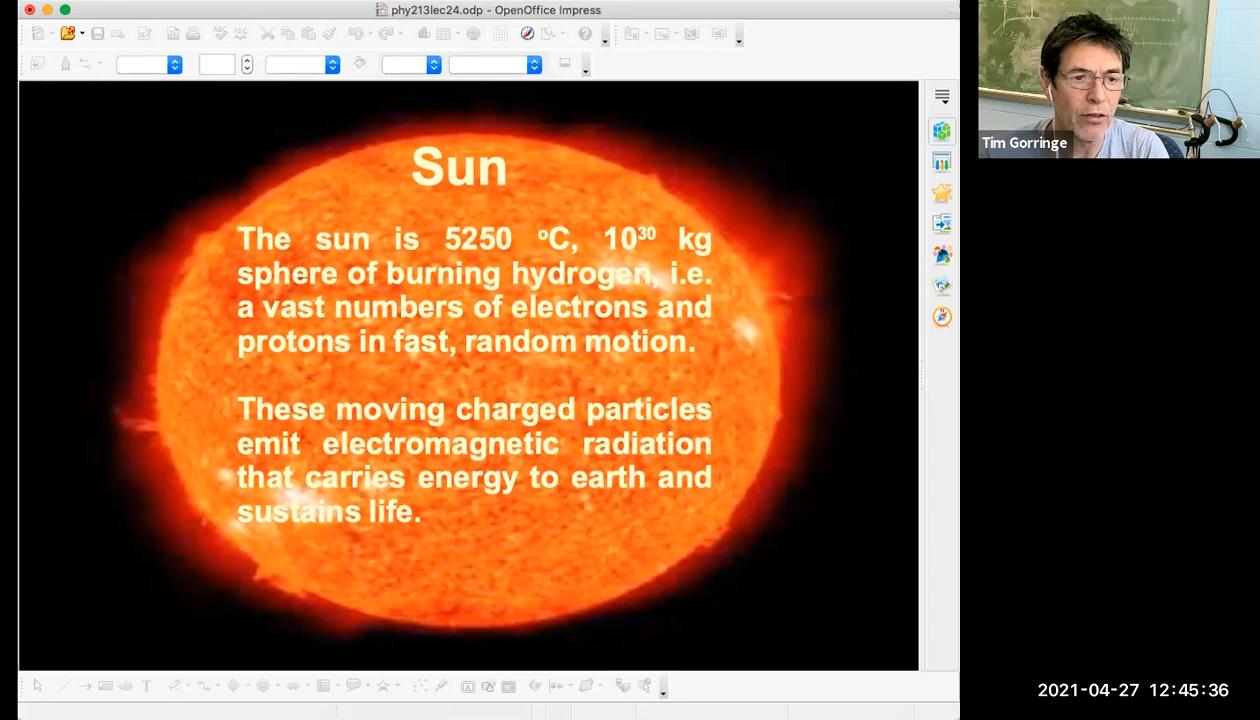 phy213lec24.odp - OpenOffice Impress
Tim Gorringe
Sun
The sun is 5250 ºC, 10³⁰ kg
sphere of burning hydrogen, i.e.
a vast numbers of electrons and
protons in fast, random motion.
These moving charged particles
emit electromagnetic radiation
that carries energy to earth and
sustains life.
2021-04-27 12:45:36